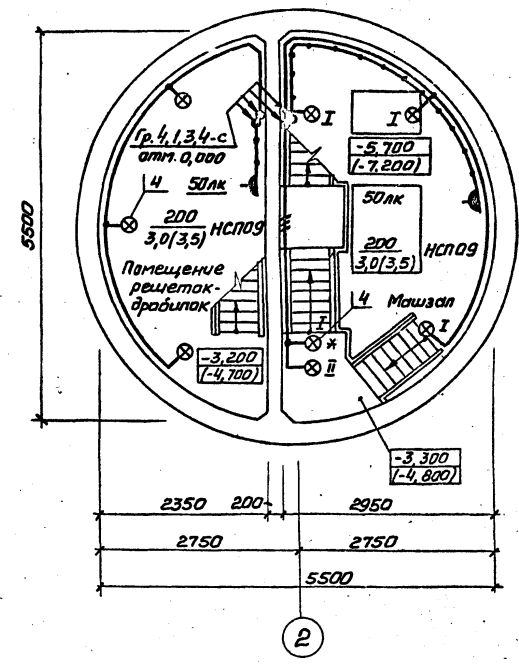 I
I
Гр. 4,1,3,4-с
отм. 0,000
-5,700
(-7,200)
4
50лк
50лк
200
3,0(3,5)
НСП09
200
3,0(3,5)
НСП09
5500
Помещение
решеток-
дробилок
4
Машзал
I
I
II
-3,200
(-4,700)
-3,300
(-4,800)
2350
200
2950
2750
2750
5500
2